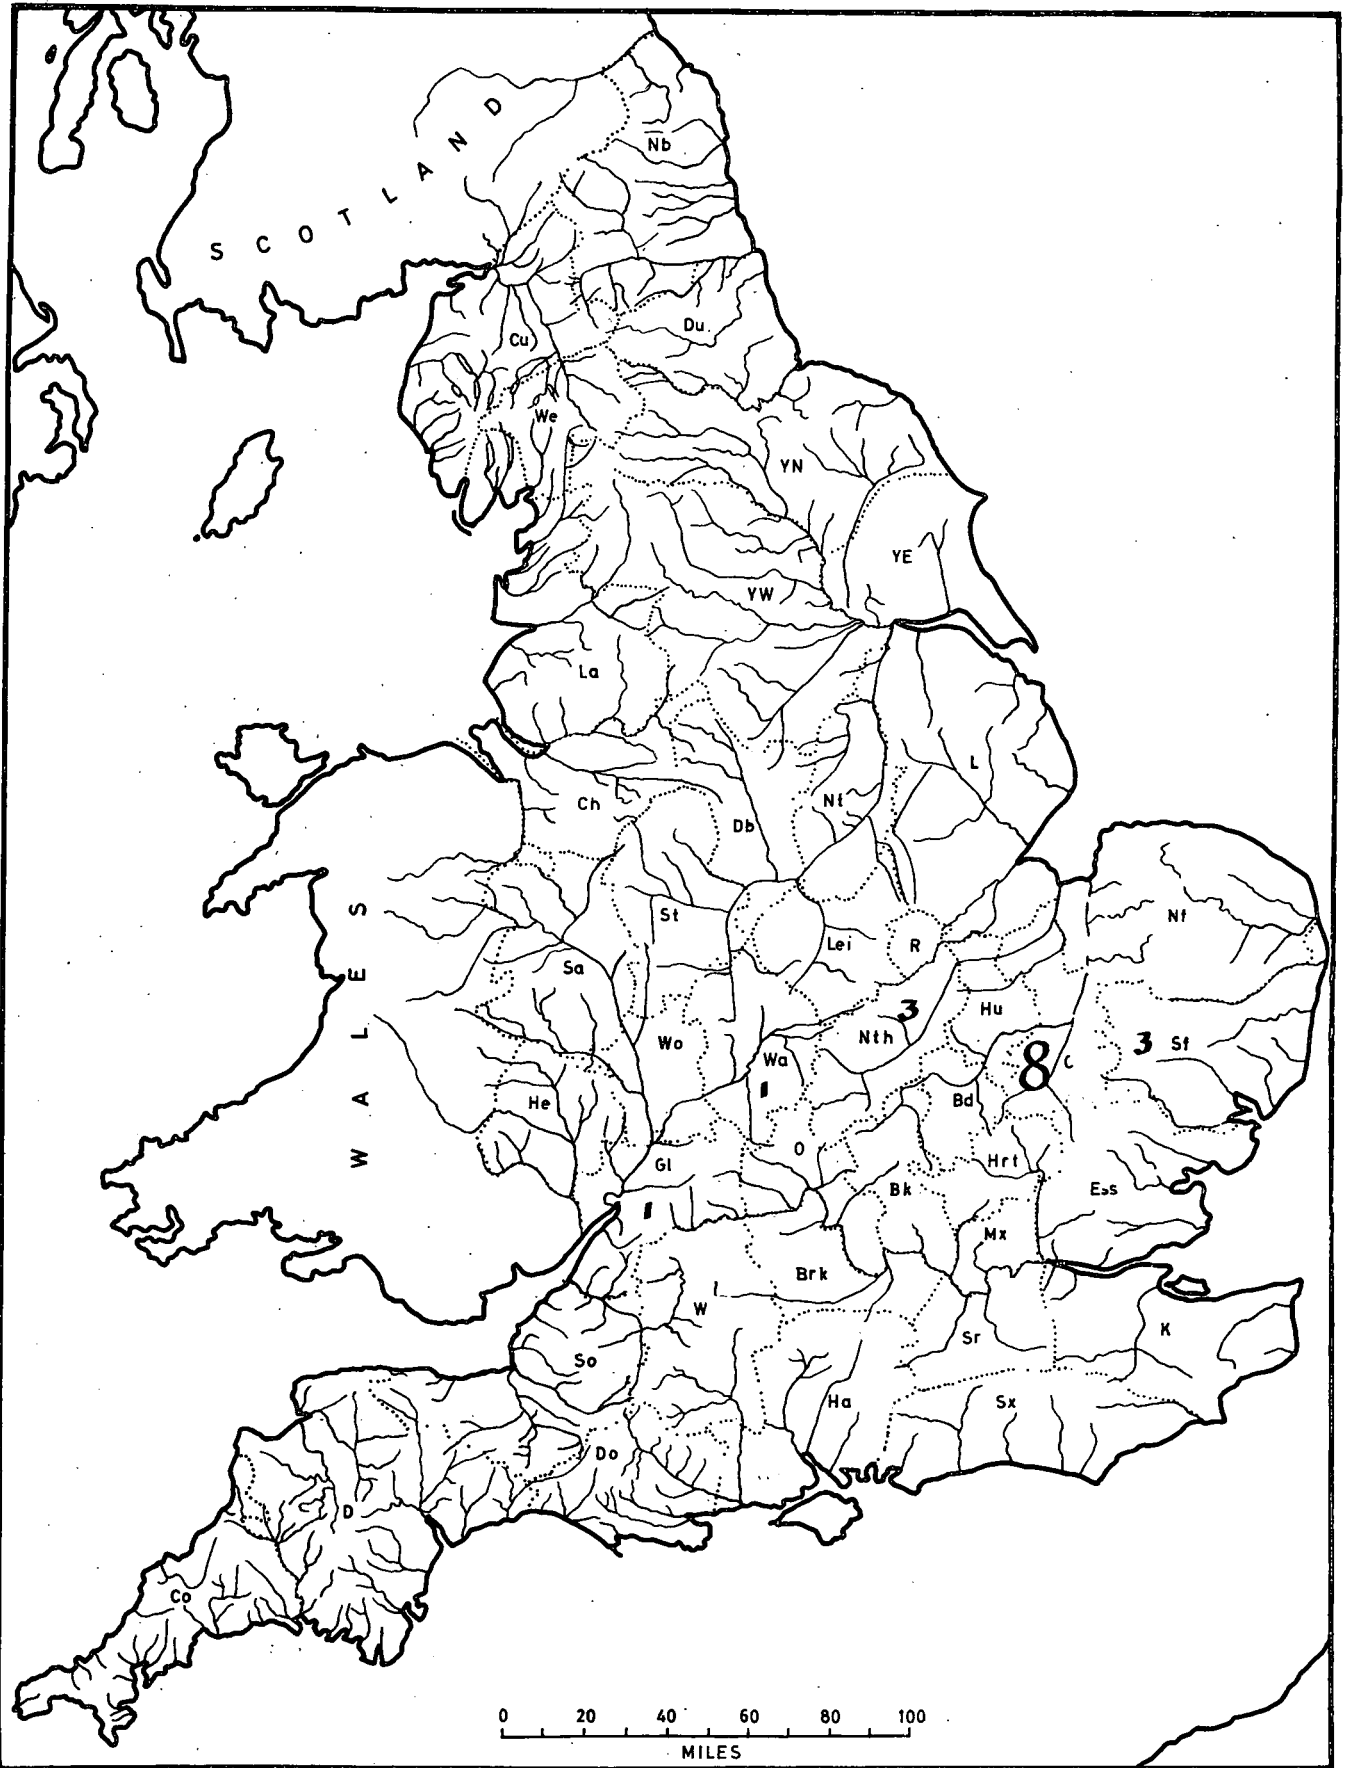 SCOTLAND
Nb
Cu
Du.
We
YN
YE
YW
La
L
Ch
Nt
Db
WALES
St
Nf
Lei
R
Sa
3
Hu
Wo
Nth
3 Sf
Wa
8 C
1
He
Bd
O
Hrt
Gl
Bk
Ess
1
Mx
Brk
W
Sr
K
So
Ha
Sx
Do
D
Co
0 20 40 60 80 100
MILES